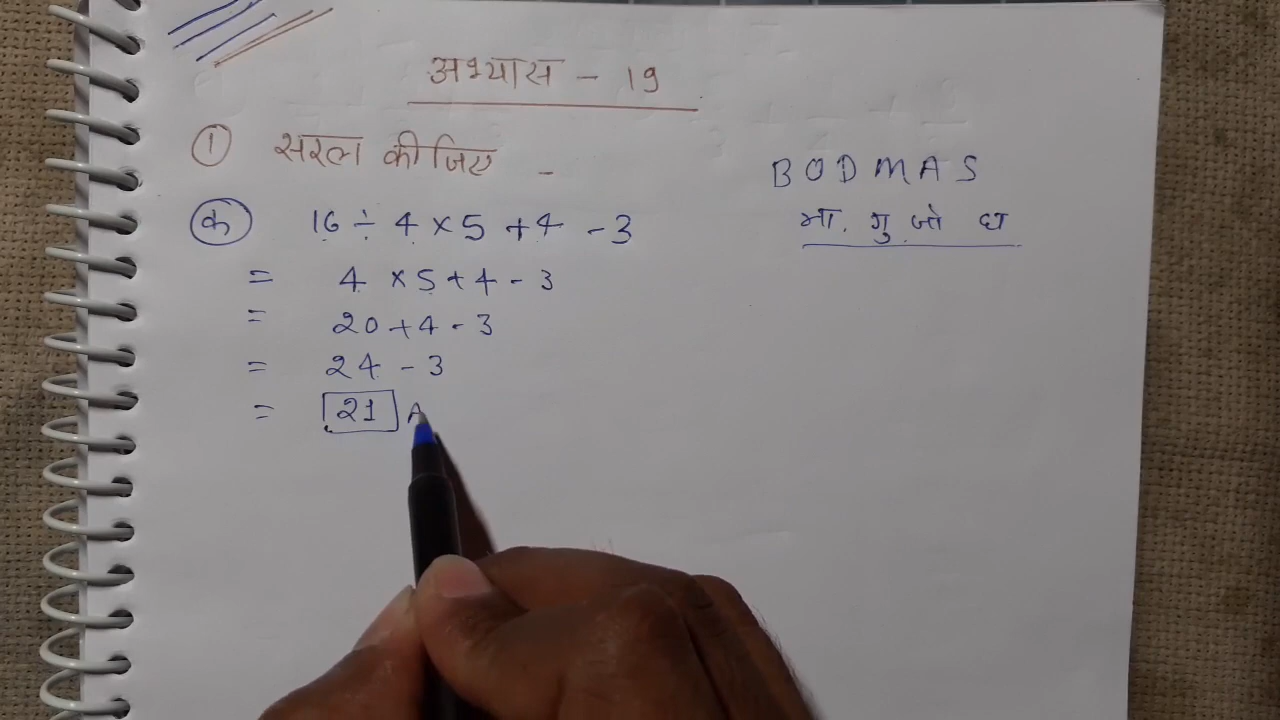 अभ्यास - 19
① सरल कीजिए -
BODMAS
भा. गु जो घ
क 16 ÷ 4 × 5 + 4 - 3
= 4 × 5 + 4 - 3
= 20 + 4 - 3
= 24 - 3
= 21 A